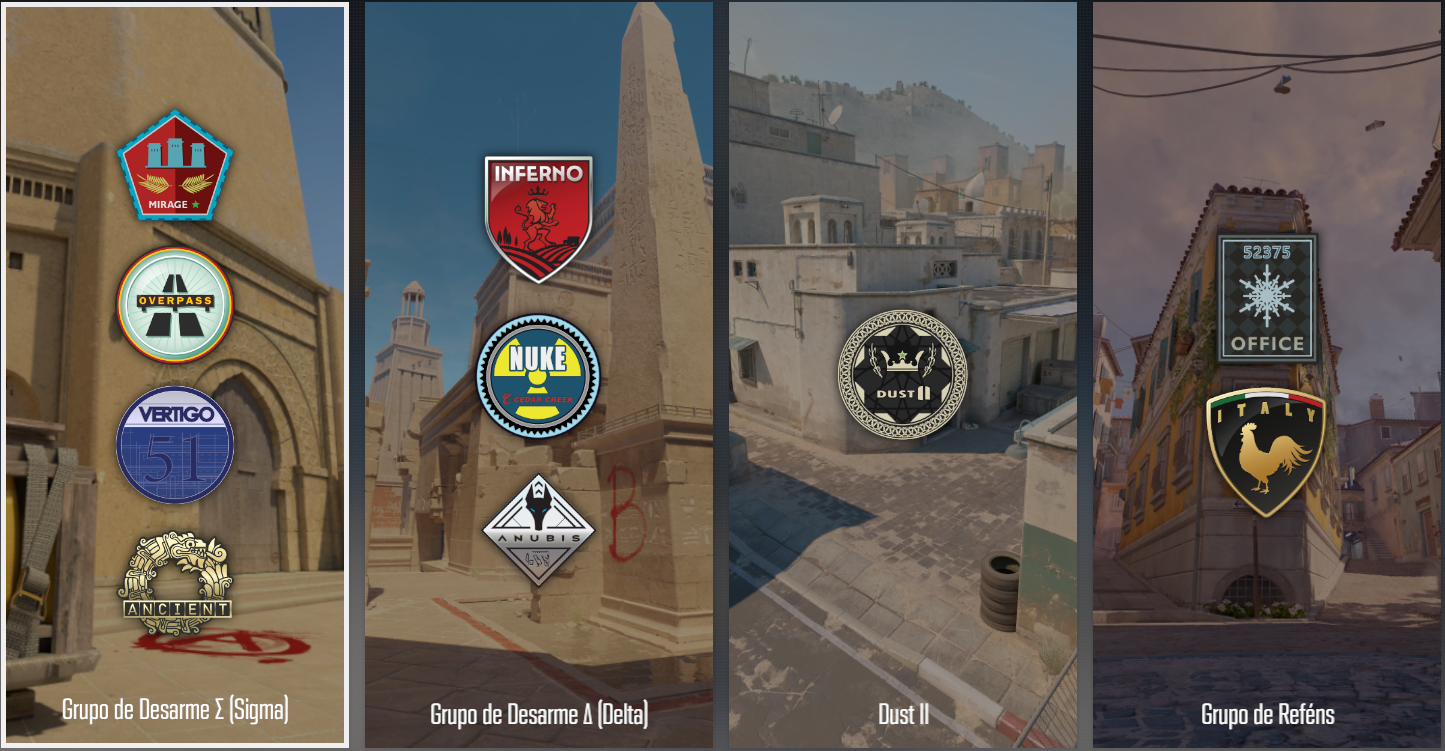 MIRAGE
OVERPASS
VERTIGO
51
ANCIENT
Grupo de Desarme Σ (Sigma)
INFERNO
NUKE
CEDAR CREEK
ANUBIS
B
Grupo de Desarme Δ (Delta)
DUST II
Dust II
52375
OFFICE
ITALY
Grupo de Reféns